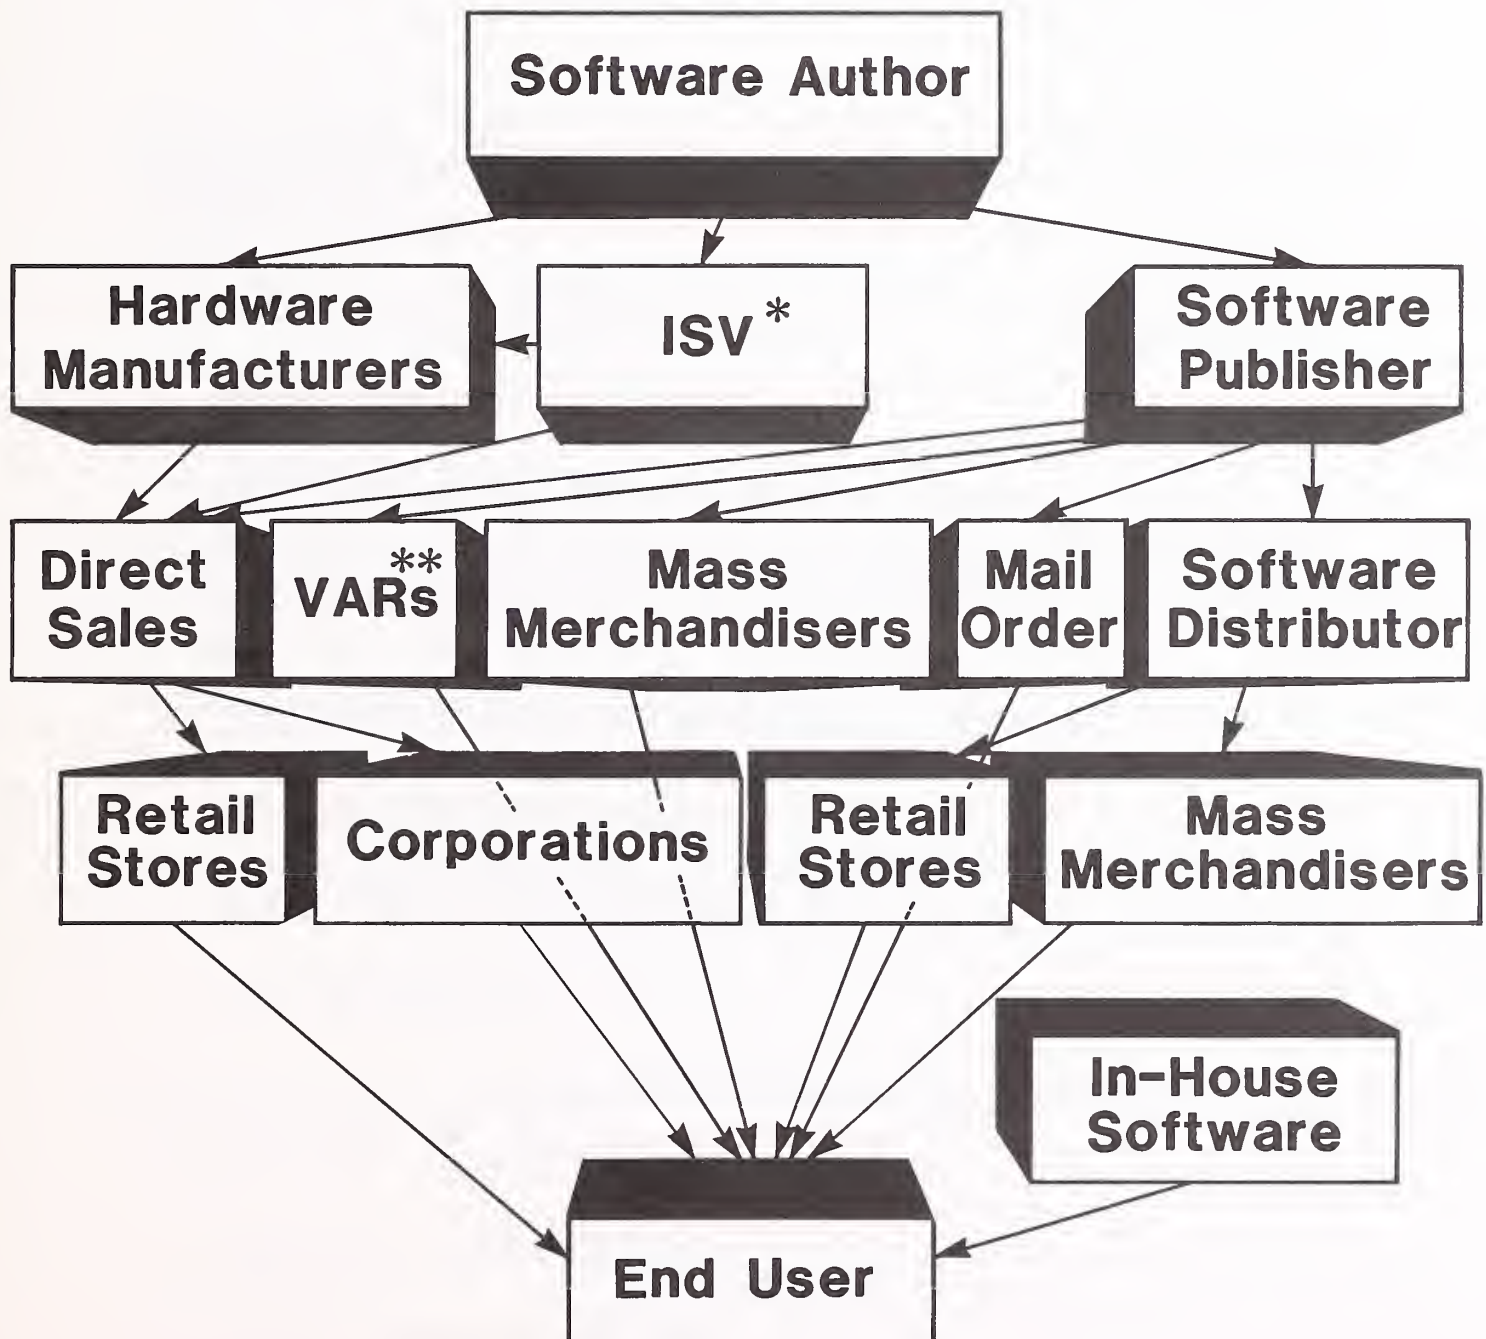 Software Author
Hardware
Manufacturers
ISV *
Software
Publisher
Direct
Sales
**
VARs
Mass
Merchandisers
Mail
Order
Software
Distributor
Retail
Stores
Corporations
Retail
Stores
Mass
Merchandisers
In-House
Software
End User